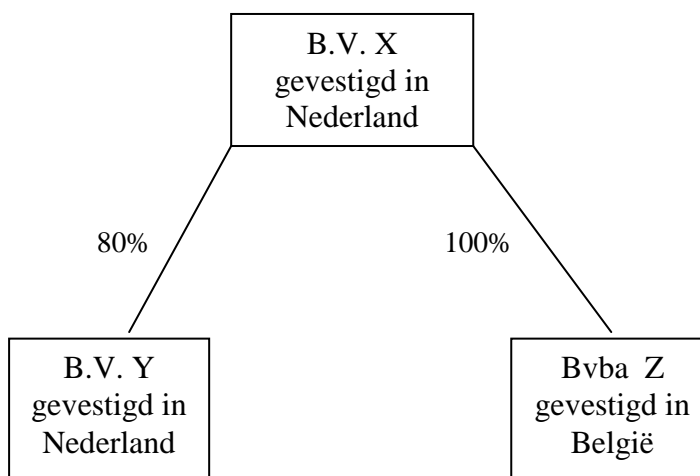 B.V. X
gevestigd in
Nederland
80%
100%
B.V. Y
gevestigd in
Nederland
Bvba Z
gevestigd in
België